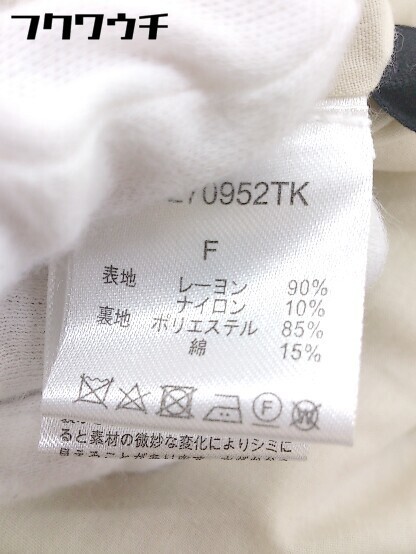 フクワウチ
70952TK
F
表地 レーヨン 90%
ナイロン 10%
裏地 ポリエステル 85%
綿 15%
F W
ると素材の微妙な変化によりシミに